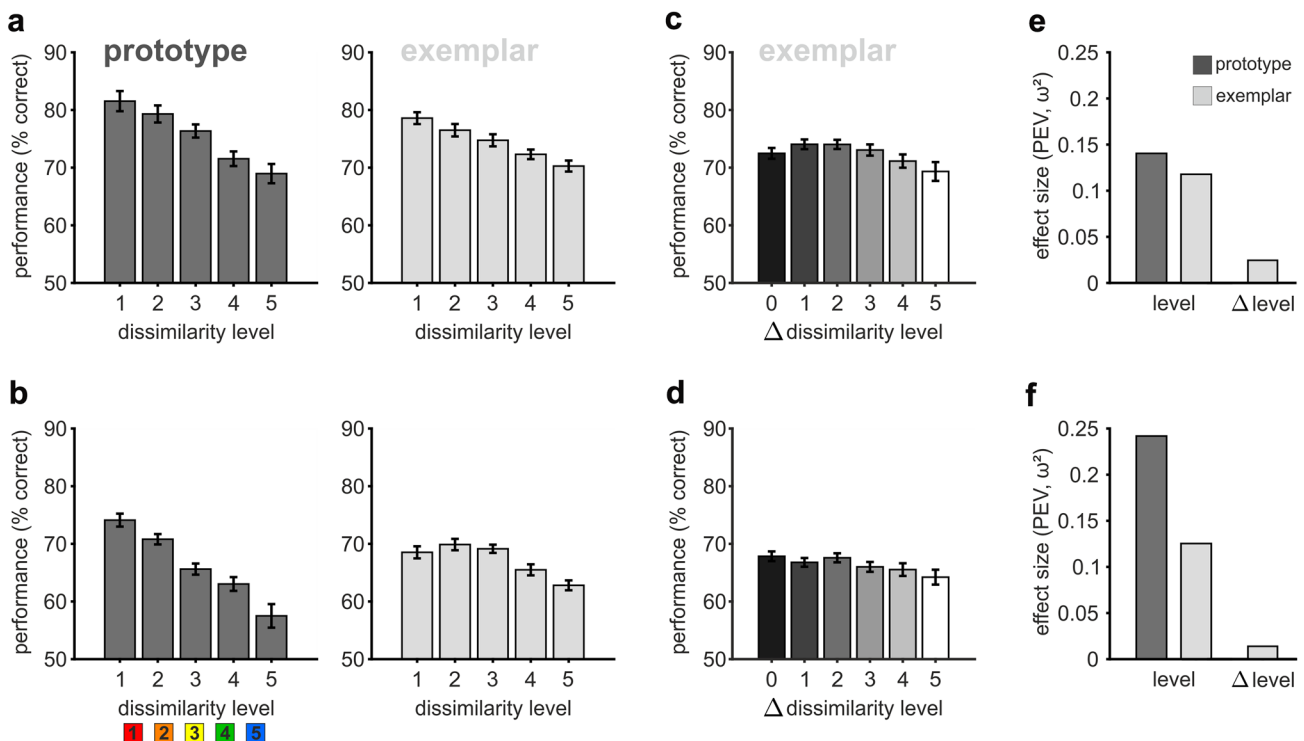 a
prototype
exemplar
performance (% correct)
90
80
70
60
50
1 2 3 4 5
dissimilarity level
performance (% correct)
90
80
70
60
50
1 2 3 4 5
dissimilarity level
c
exemplar
performance (% correct)
90
80
70
60
50
0 1 2 3 4 5
Δ dissimilarity level
e
effect size (PEV, ω²)
0.25
0.2
0.15
0.1
0.05
0
prototype
exemplar
level
Δ level
b
performance (% correct)
90
80
70
60
50
1 2 3 4 5
dissimilarity level
1 2 3 4 5
performance (% correct)
90
80
70
60
50
1 2 3 4 5
dissimilarity level
d
performance (% correct)
90
80
70
60
50
0 1 2 3 4 5
Δ dissimilarity level
f
effect size (PEV, ω²)
0.25
0.2
0.15
0.1
0.05
0
level
Δ level